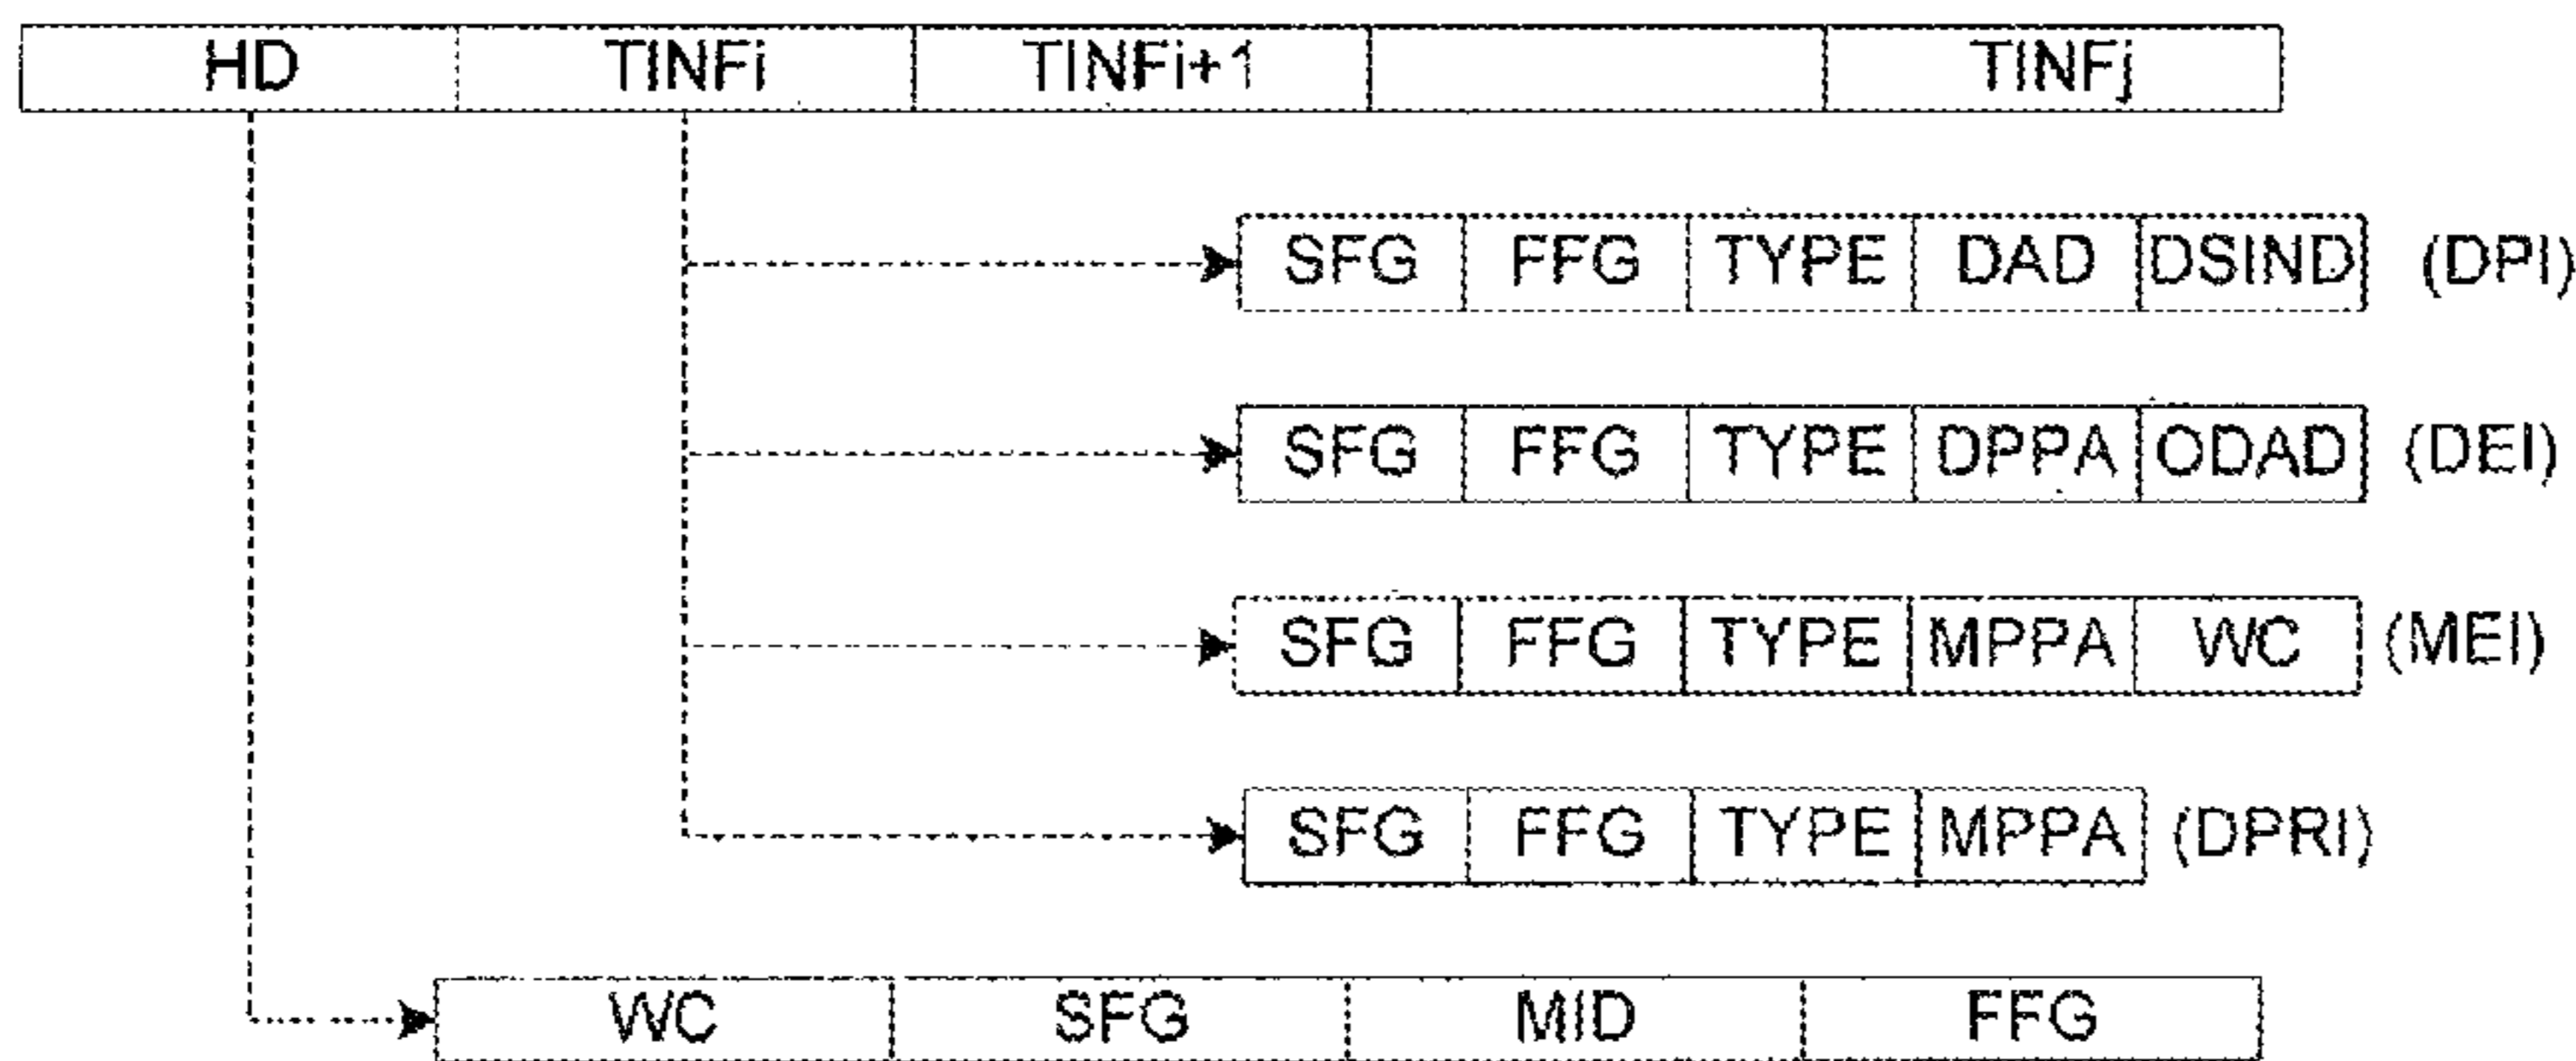 HD TINFi TINFi+1 TINFj
SFG FFG TYPE DAD DSIND (DPI)
SFG FFG TYPE DPPA ODAD (DEI)
SFG FFG TYPE MPPA WC (MEI)
SFG FFG TYPE MPPA (DPRI)
WC SFG MID FFG